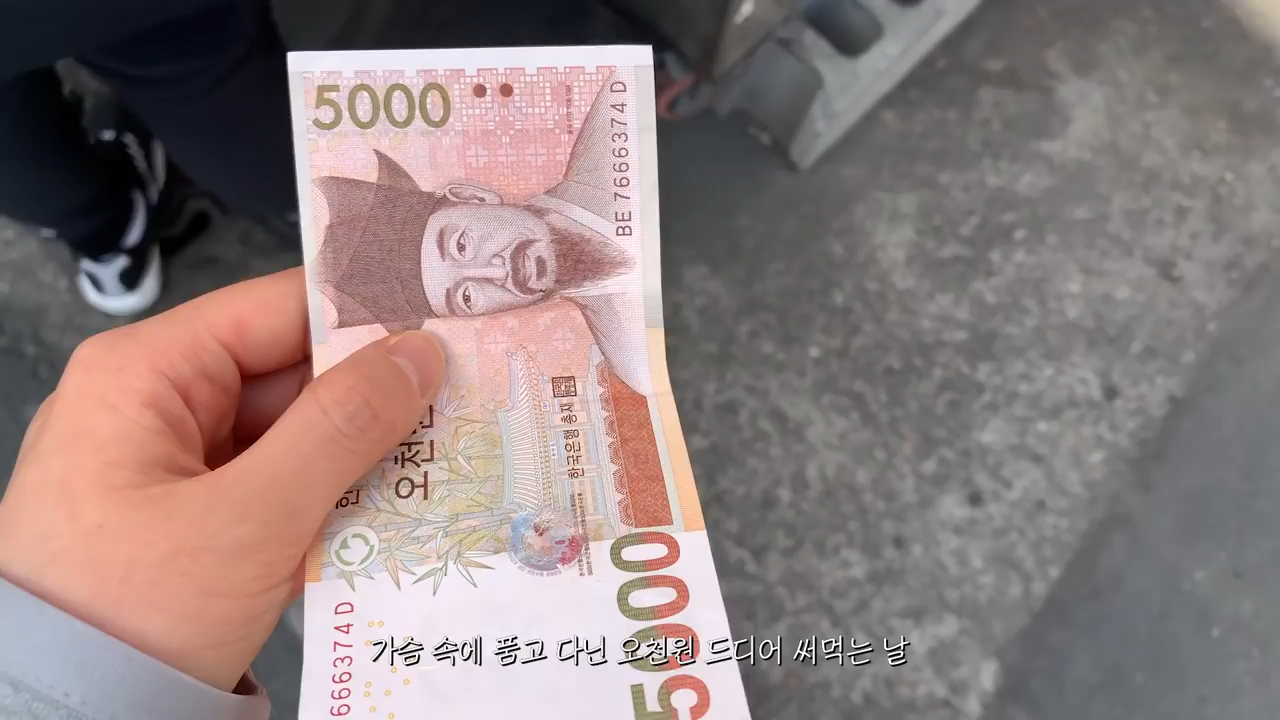 5000
BE 7666374 D
오천원
한국은행 총재
5000
666374 D
가슴 속에 품고 다닌 오천원 드디어 써먹는 날